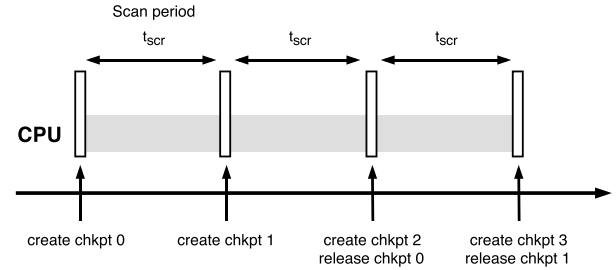 Scan period
tscr
tscr
tscr
CPU
create chkpt 0
create chkpt 1
create chkpt 2
release chkpt 0
create chkpt 3
release chkpt 1